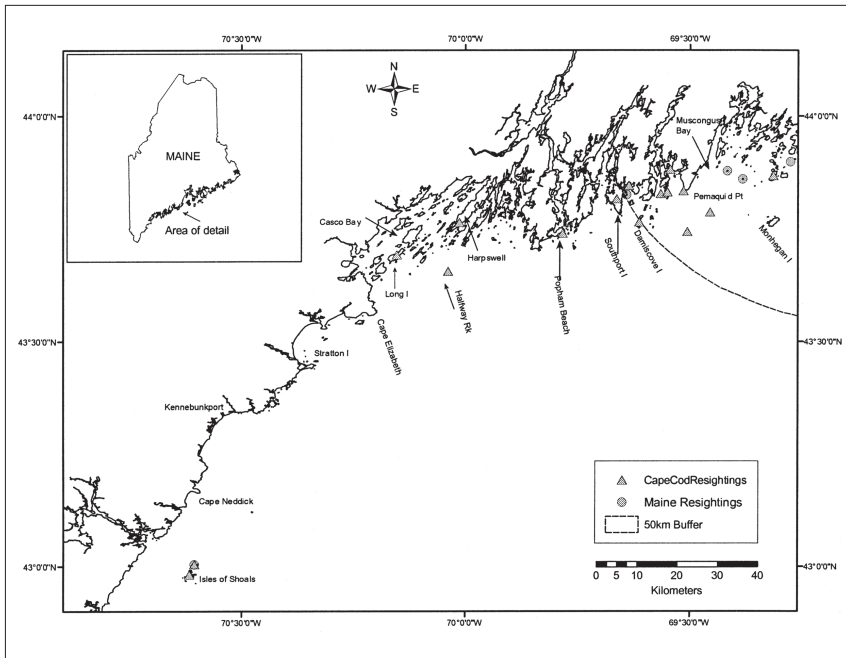 70°30'0"W
70°0'0"W
69°30'0"W
N
W
E
S
44°0'0"N
44°0'0"N
MAINE
Area of detail
Muscongus
Bay
Pemaquid Pt
Casco Bay
Harpswell
Long I
Halfway Rk
Popham Beach
Southport I
Damiscove I
Monhegan I
Cape Elizabeth
43°30'0"N
43°30'0"N
Stratton I
Kennebunkport
Cape Neddick
Isles of Shoals
CapeCodResightings
Maine Resightings
50km Buffer
0 2 5 10 20 30 40
Kilometers
43°0'0"N
43°0'0"N
70°30'0"W
70°0'0"W
69°30'0"W